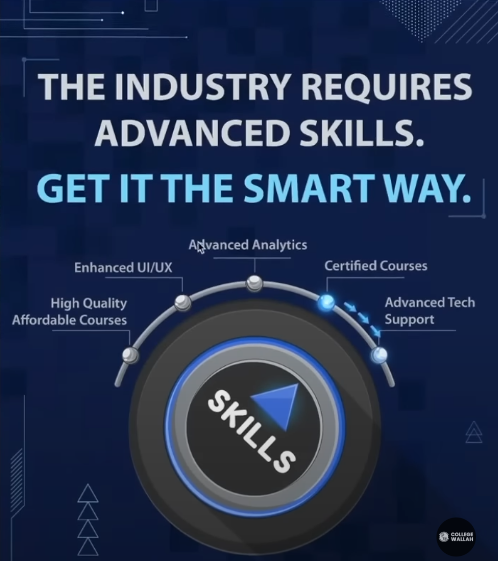 THE INDUSTRY REQUIRES
ADVANCED SKILLS.
GET IT THE SMART WAY.
Advanced Analytics
Enhanced UI/UX
Certified Courses
High Quality
Affordable Courses
Advanced Tech
Support
SKILLS
COLLEGE
WALLAH